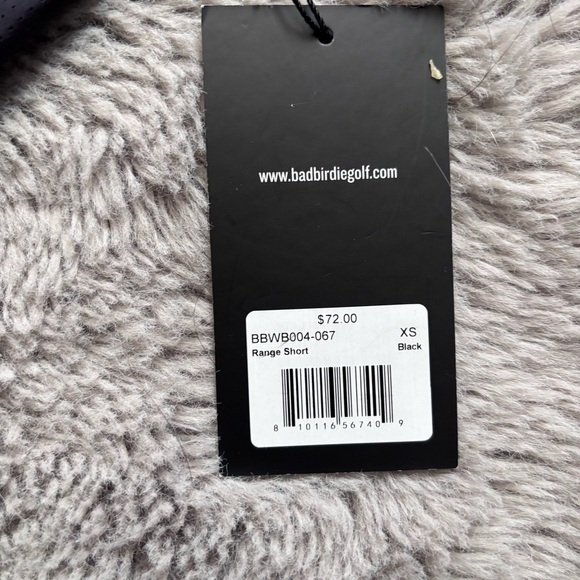 www.badbirdiegolf.com
$72.00
BBWB004-067 XS
Range Short Black
8 10116 56740 9